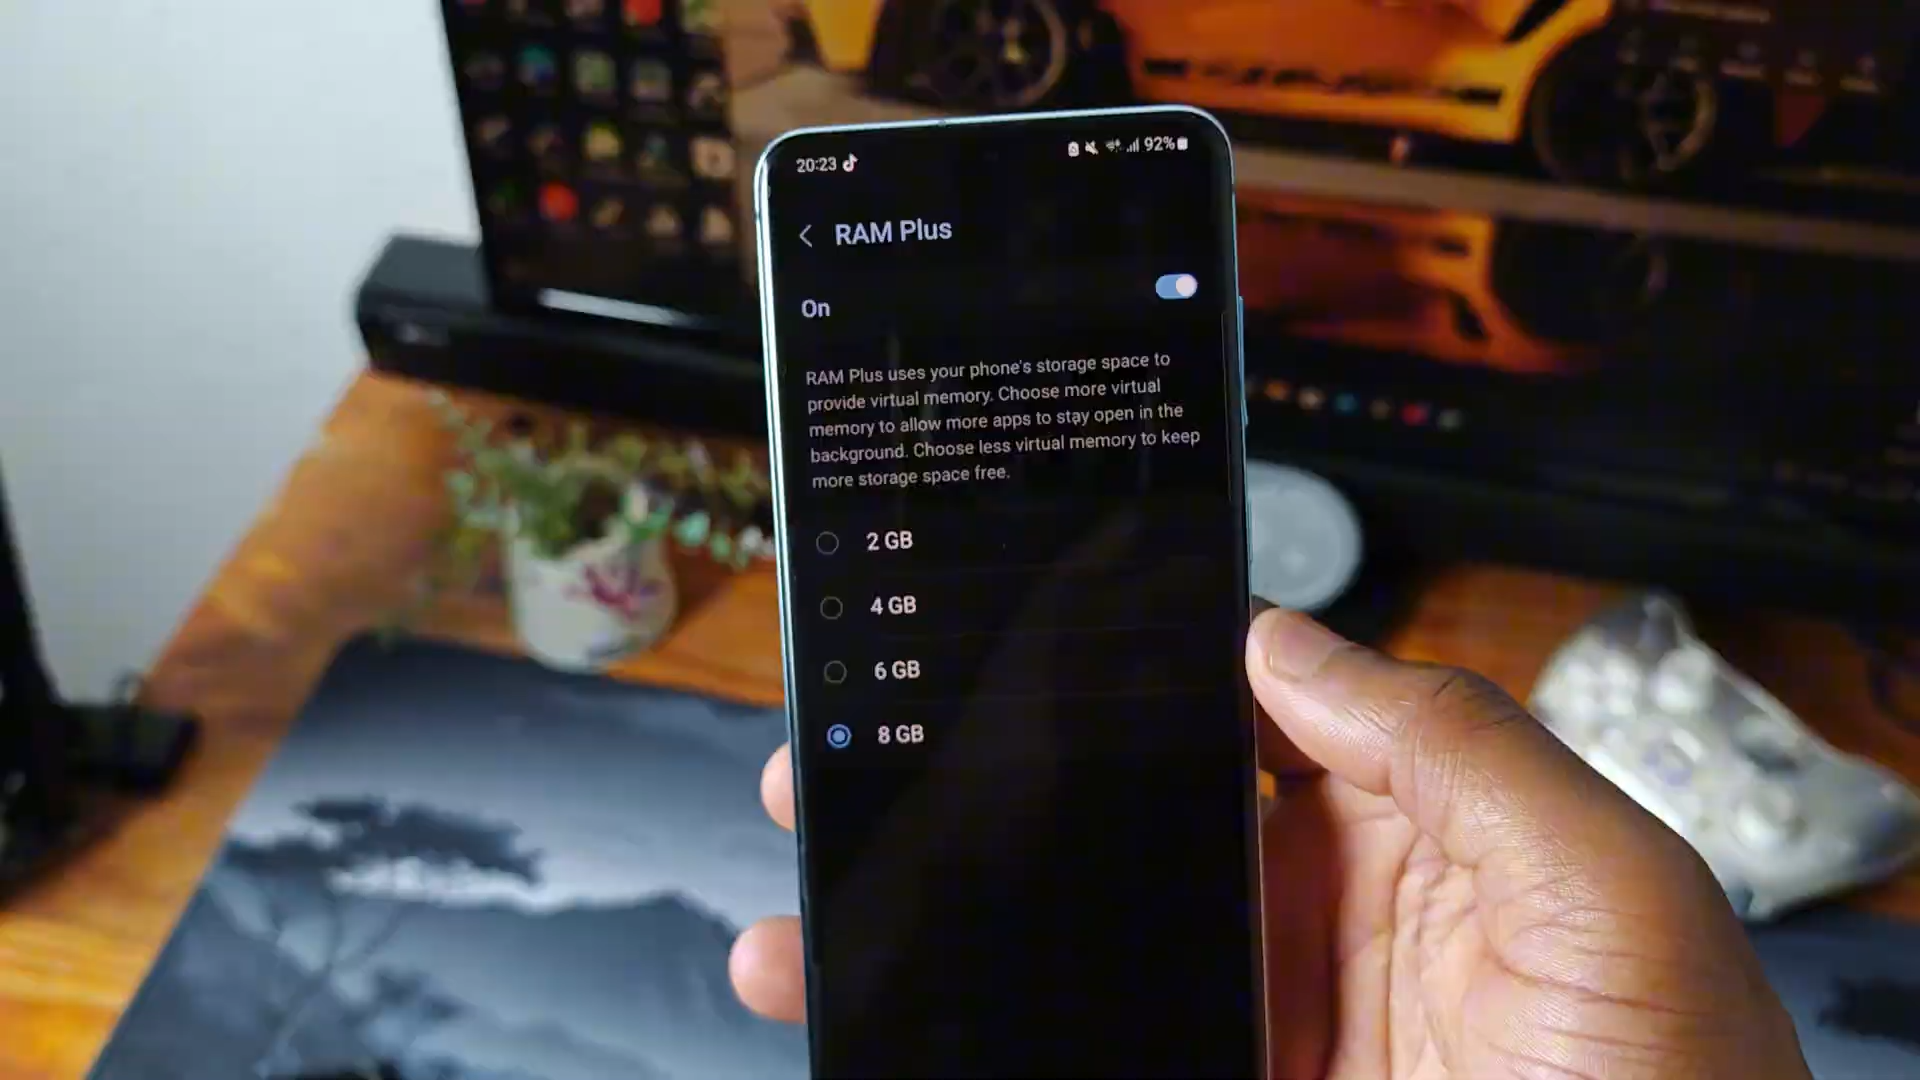 20:23
92%
RAM Plus
On
RAM Plus uses your phone's storage space to
provide virtual memory. Choose more virtual
memory to allow more apps to stay open in the
background. Choose less virtual memory to keep
more storage space free.
2 GB
4 GB
6 GB
8 GB